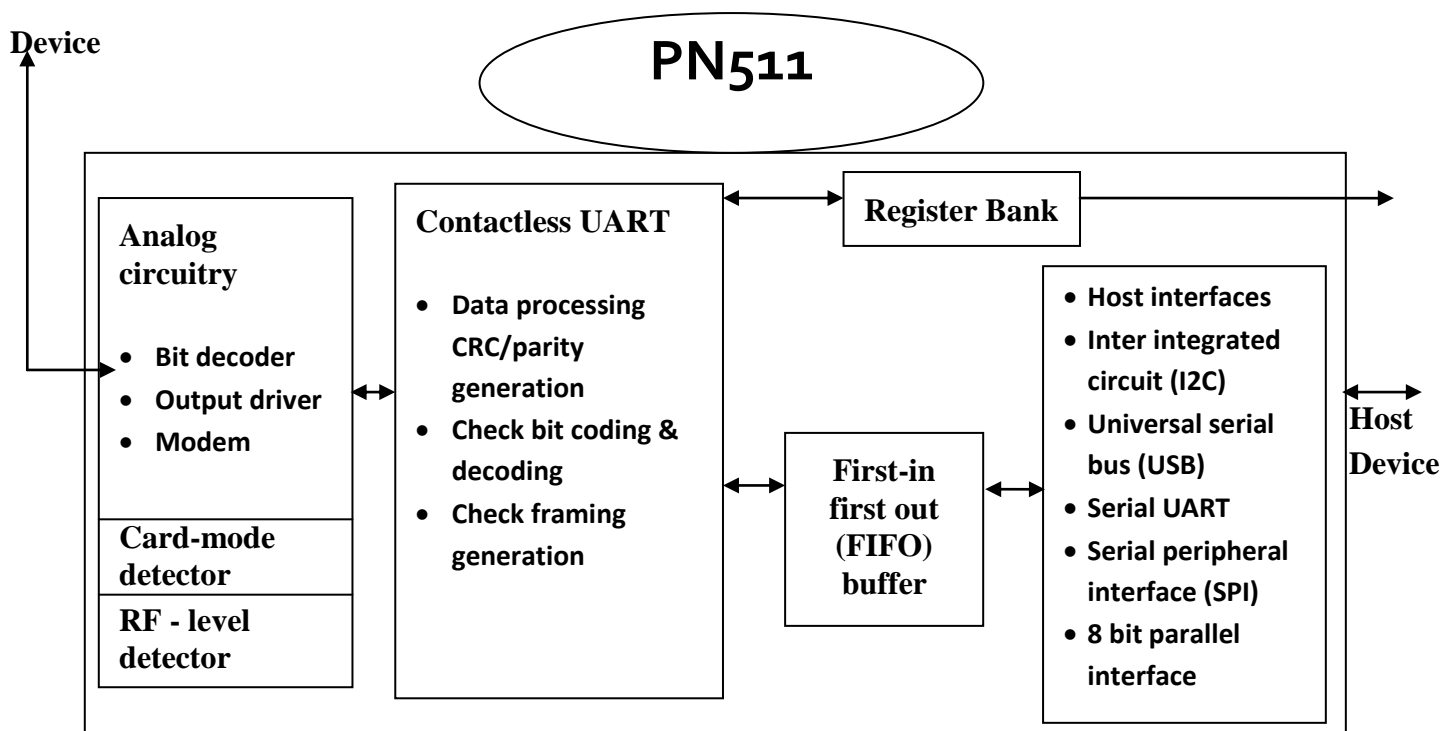 Device
PN511
Analog
circuitry
• Bit decoder
• Output driver
• Modem
Card-mode
detector
RF - level
detector
Contactless UART
• Data processing
CRC/parity
generation
• Check bit coding &
decoding
• Check framing
generation
Register Bank
First-in
first out
(FIFO)
buffer
• Host interfaces
• Inter integrated
circuit (I2C)
• Universal serial
bus (USB)
• Serial UART
• Serial peripheral
interface (SPI)
• 8 bit parallel
interface
Host
Device